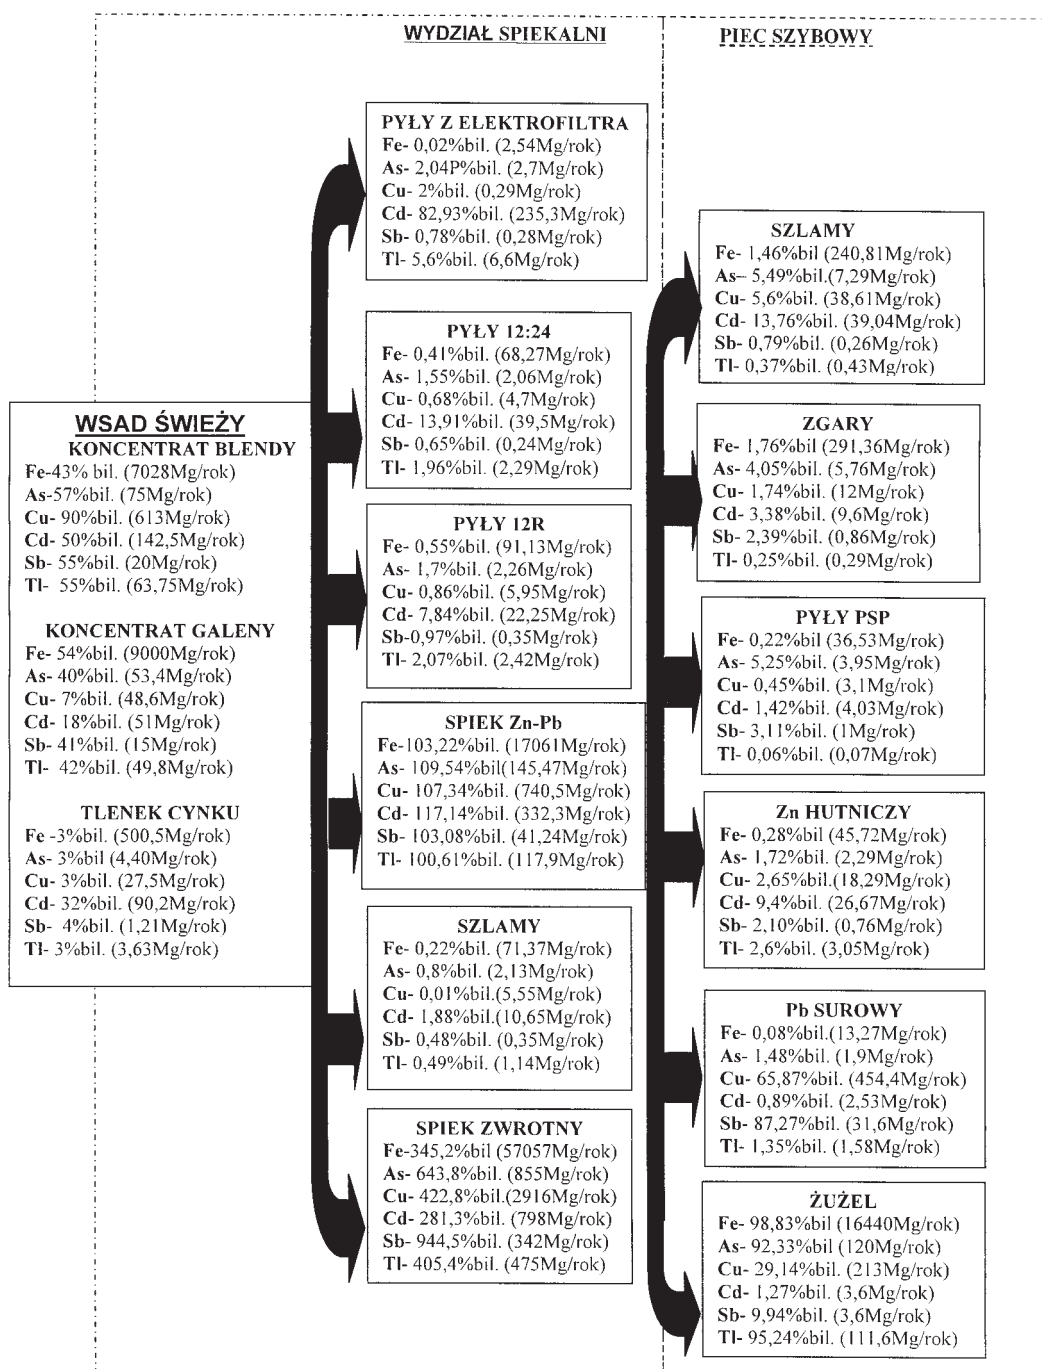 WYDZIAŁ SPIEKALNI
PIEC SZYBOWY
WSAD ŚWIEŻY
KONCENTRAT BLENDY
Fe-43% bil. (7028Mg/rok)
As-57%bil. (75Mg/rok)
Cu- 90%bil. (613Mg/rok)
Cd- 50%bil. (142,5Mg/rok)
Sb- 55%bil. (20Mg/rok)
Tl- 55%bil. (63,75Mg/rok)
KONCENTRAT GALENY
Fe- 54%bil. (9000Mg/rok)
As- 40%bil. (53,4Mg/rok)
Cu- 7%bil. (48,6Mg/rok)
Cd- 18%bil. (51Mg/rok)
Sb- 41%bil. (15Mg/rok)
Tl- 42%bil. (49,8Mg/rok)
TLENEK CYNKU
Fe -3%bil. (500,5Mg/rok)
As- 3%bil (4,40Mg/rok)
Cu- 3%bil. (27,5Mg/rok)
Cd- 32%bil. (90,2Mg/rok)
Sb- 4%bil. (1,21Mg/rok)
Tl- 3%bil. (3,63Mg/rok)
PYŁY Z ELEKTROFILTRA
Fe- 0,02%bil. (2,54Mg/rok)
As- 2,04P%bil. (2,7Mg/rok)
Cu- 2%bil. (0,29Mg/rok)
Cd- 82,93%bil. (235,3Mg/rok)
Sb- 0,78%bil. (0,28Mg/rok)
Tl- 5,6%bil. (6,6Mg/rok)
PYŁY 12:24
Fe- 0,41%bil. (68,27Mg/rok)
As- 1,55%bil. (2,06Mg/rok)
Cu- 0,68%bil. (4,7Mg/rok)
Cd- 13,91%bil. (39,5Mg/rok)
Sb- 0,65%bil. (0,24Mg/rok)
Tl- 1,96%bil. (2,29Mg/rok)
PYŁY 12R
Fe- 0,55%bil. (91,13Mg/rok)
As- 1,7%bil. (2,26Mg/rok)
Cu- 0,86%bil. (5,95Mg/rok)
Cd- 7,84%bil. (22,25Mg/rok)
Sb-0,97%bil. (0,35Mg/rok)
Tl- 2,07%bil. (2,42Mg/rok)
SPIEK Zn-Pb
Fe-103,22%bil. (17061Mg/rok)
As- 109,54%bil(145,47Mg/rok)
Cu- 107,34%bil. (740,5Mg/rok)
Cd- 117,14%bil. (332,3Mg/rok)
Sb- 103,08%bil. (41,24Mg/rok)
Tl- 100,61%bil. (117,9Mg/rok)
SZLAMY
Fe- 0,22%bil. (71,37Mg/rok)
As- 0,8%bil. (2,13Mg/rok)
Cu- 0,01%bil.(5,55Mg/rok)
Cd- 1,88%bil.(10,65Mg/rok)
Sb- 0,48%bil. (0,35Mg/rok)
Tl- 0,49%bil. (1,14Mg/rok)
SPIEK ZWROTNY
Fe-345,2%bil (57057Mg/rok)
As- 643,8%bil. (855Mg/rok)
Cu- 422,8%bil.(2916Mg/rok)
Cd- 281,3%bil. (798Mg/rok)
Sb- 944,5%bil. (342Mg/rok)
Tl- 405,4%bil. (475Mg/rok)
SZLAMY
Fe- 1,46%bil (240,81Mg/rok)
As– 5,49%bil.(7,29Mg/rok)
Cu- 5,6%bil. (38,61Mg/rok)
Cd- 13,76%bil. (39,04Mg/rok)
Sb- 0,79%bil. (0,26Mg/rok)
Tl- 0,37%bil. (0,43Mg/rok)
ZGARY
Fe- 1,76%bil (291,36Mg/rok)
As- 4,05%bil. (5,76Mg/rok)
Cu- 1,74%bil. (12Mg/rok)
Cd- 3,38%bil. (9,6Mg/rok)
Sb- 2,39%bil. (0,86Mg/rok)
Tl- 0,25%bil. (0,29Mg/rok)
PYŁY PSP
Fe- 0,22%bil (36,53Mg/rok)
As- 5,25%bil. (3,95Mg/rok)
Cu- 0,45%bil. (3,1Mg/rok)
Cd- 1,42%bil. (4,03Mg/rok)
Sb- 3,11%bil. (1Mg/rok)
Tl- 0,06%bil. (0,07Mg/rok)
Zn HUTNICZY
Fe- 0,28%bil. (45,72Mg/rok)
As- 1,72%bil. (2,29Mg/rok)
Cu- 2,65%bil.(18,29Mg/rok)
Cd- 9,4%bil. (26,67Mg/rok)
Sb- 2,10%bil. (0,76Mg/rok)
Tl- 2,6%bil. (3,05Mg/rok)
Pb SUROWY
Fe- 0,08%bil.(13,27Mg/rok)
As- 1,48%bil. (1,9Mg/rok)
Cu- 65,87%bil. (454,4Mg/rok)
Cd- 0,89%bil. (2,53Mg/rok)
Sb- 87,27%bil. (31,6Mg/rok)
Tl- 1,35%bil. (1,58Mg/rok)
ŻUŻEL
Fe- 98,83%bil (16440Mg/rok)
As- 92,33%bil (120Mg/rok)
Cu- 29,14%bil. (213Mg/rok)
Cd- 1,27%bil. (3,6Mg/rok)
Sb- 9,94%bil. (3,6Mg/rok)
Tl- 95,24%bil. (111,6Mg/rok)